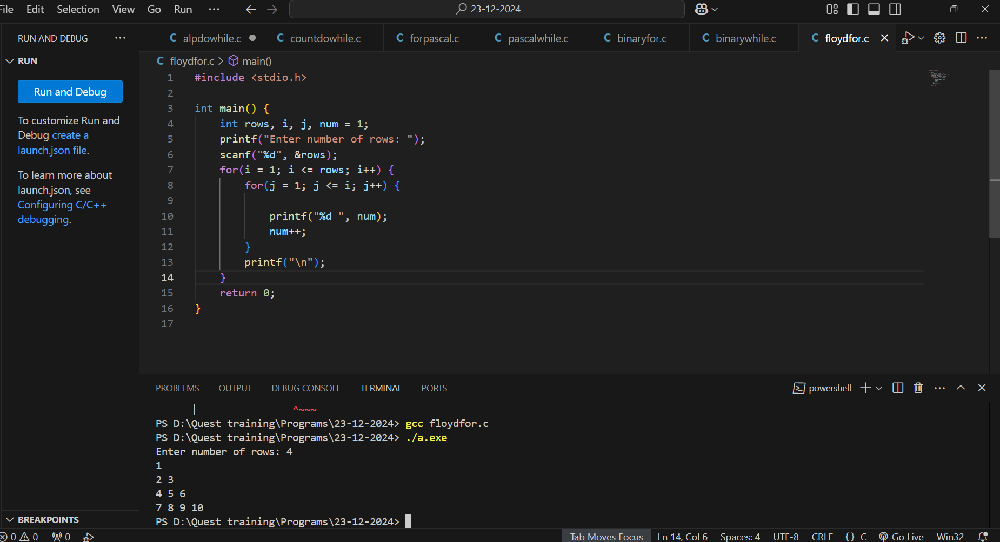 File Edit Selection View Go Run ··· ← → 23-12-2024
RUN AND DEBUG ···
RUN
Run and Debug
To customize Run and
Debug create a
launch.json file.
To learn more about
launch.json, see
Configuring C/C++
debugging.
BREAKPOINTS
C alpdowhile.c ● C countdowhile.c C forpascal.c C pascalwhile.c C binaryfor.c C binarywhile.c C floydfor.c ×
C floydfor.c > main()
1 #include <stdio.h>
2
3 int main() {
4     int rows, i, j, num = 1;
5     printf("Enter number of rows: ");
6     scanf("%d", &rows);
7     for(i = 1; i <= rows; i++) {
8         for(j = 1; j <= i; j++) {
9
10             printf("%d ", num);
11             num++;
12         }
13         printf("\n");
14     }
15     return 0;
16 }
17
PROBLEMS OUTPUT DEBUG CONSOLE TERMINAL PORTS powershell
| ^~~~
PS D:\Quest training\Programs\23-12-2024> gcc floydfor.c
PS D:\Quest training\Programs\23-12-2024> ./a.exe
Enter number of rows: 4
1
2 3
4 5 6
7 8 9 10
PS D:\Quest training\Programs\23-12-2024>
0 0 0 Tab Moves Focus Ln 14, Col 6 Spaces: 4 UTF-8 CRLF {} C Go Live Win32